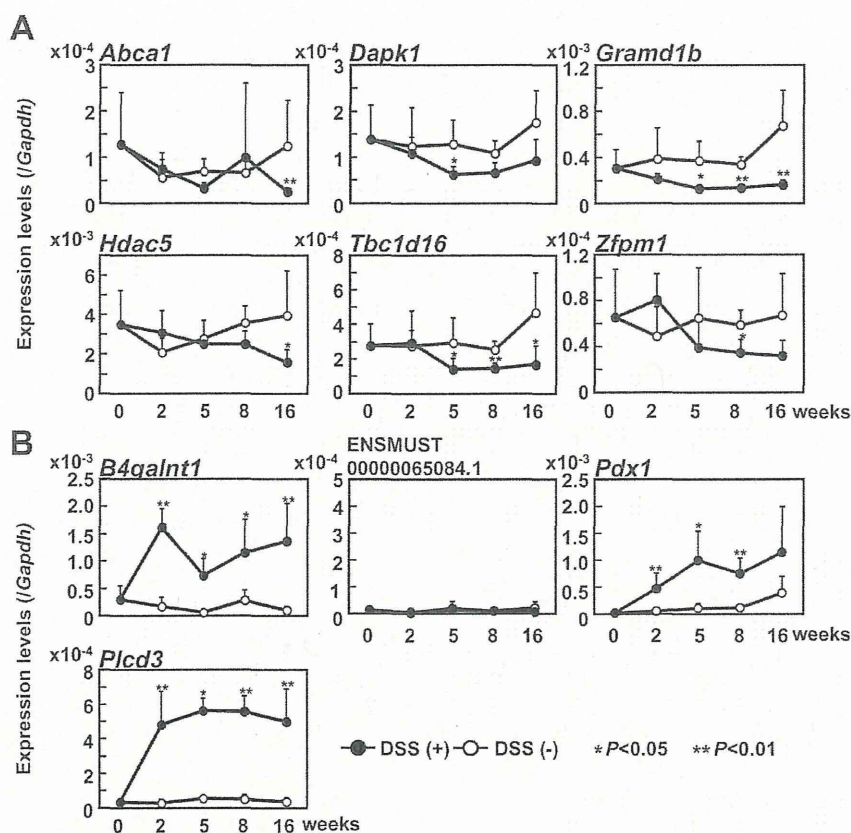 A
x10-4 Abca1 x10-4 Dapk1 x10-3 Gramd1b
3 3 1.2
2 2 0.8
1 1 0.4
** * * ** **
0 0 0
Expression levels (/Gapdh)
x10-3 Hdac5 x10-4 Tbc1d16 x10-4 Zfpm1
6 6 1.2
4 4 0.8
2 2 0.4
* * ** * *
0 0 0
0 2 5 8 16 0 2 5 8 16 0 2 5 8 16 weeks
B
ENSMUST
x10-3 B4galnt1 x10-4 00000065084.1 x10-3 Pdx1
2.5 5 2.5
2.0 4 2.0
1.5 3 1.5
1.0 2 1.0
0.5 1 0.5
0 0 0
** * * ** ** * **
0 2 5 8 16 0 2 5 8 16 0 2 5 8 16 weeks
Expression levels (/Gapdh)
x10-4 Plcd3
8
** * ** **
6
4
2
0
0 2 5 8 16 weeks
DSS (+) DSS (-) *P<0.05 **P<0.01